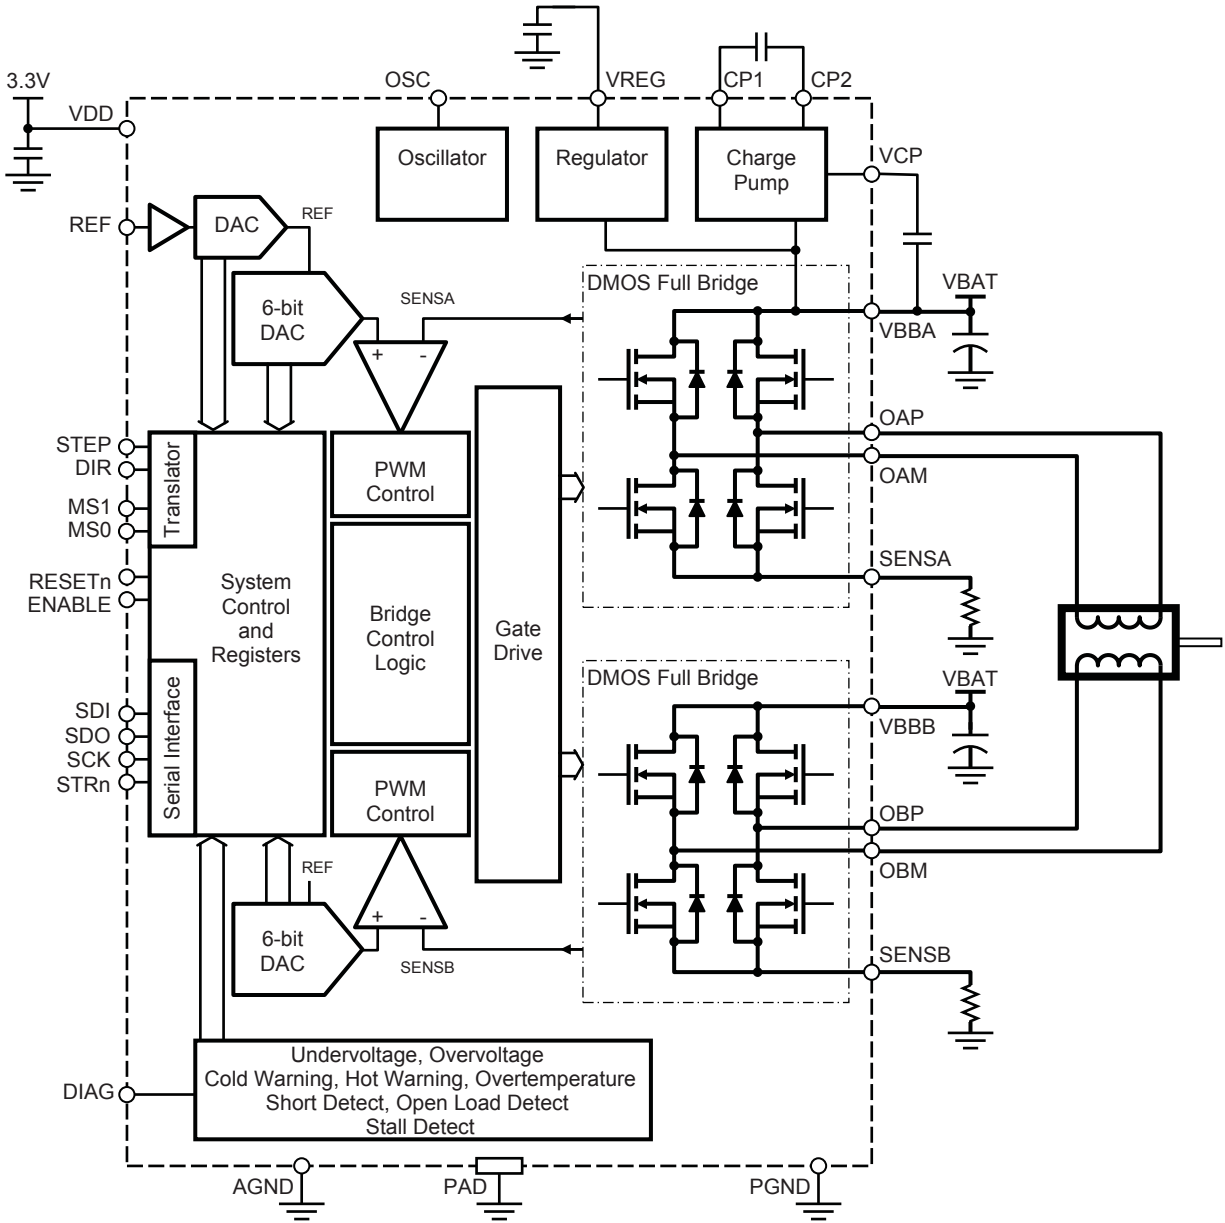 3.3V
VDD
OSC
VREG
CP1
CP2
Oscillator
Regulator
Charge
Pump
VCP
REF
DAC
REF
6-bit
DAC
SENSA
+
-
DMOS Full Bridge
VBAT
VBBA
OAP
OAM
SENSA
STEP
DIR
MS1
MS0
Translator
PWM
Control
RESETn
ENABLE
System
Control
and
Registers
Bridge
Control
Logic
Gate
Drive
DMOS Full Bridge
VBAT
VBBB
SDI
SDO
SCK
STRn
Serial Interface
PWM
Control
OBP
OBM
REF
6-bit
DAC
+
-
SENSB
SENSB
DIAG
Undervoltage, Overvoltage
Cold Warning, Hot Warning, Overtemperature
Short Detect, Open Load Detect
Stall Detect
AGND
PAD
PGND